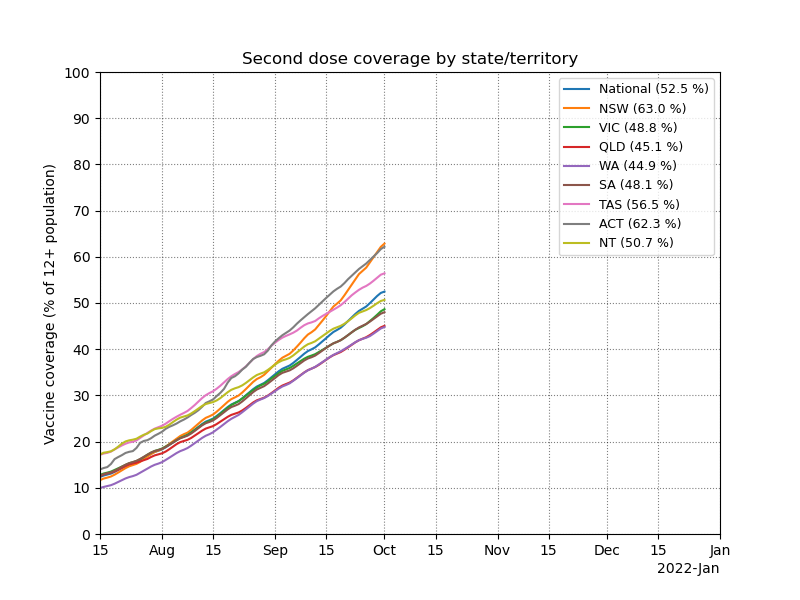 Second dose coverage by state/territory
Vaccine coverage (% of 12+ population)
100
90
80
70
60
50
40
30
20
10
0
National (52.5 %)
NSW (63.0 %)
VIC (48.8 %)
QLD (45.1 %)
WA (44.9 %)
SA (48.1 %)
TAS (56.5 %)
ACT (62.3 %)
NT (50.7 %)
15 Aug 15 Sep 15 Oct 15 Nov 15 Dec 15 Jan
2022-Jan